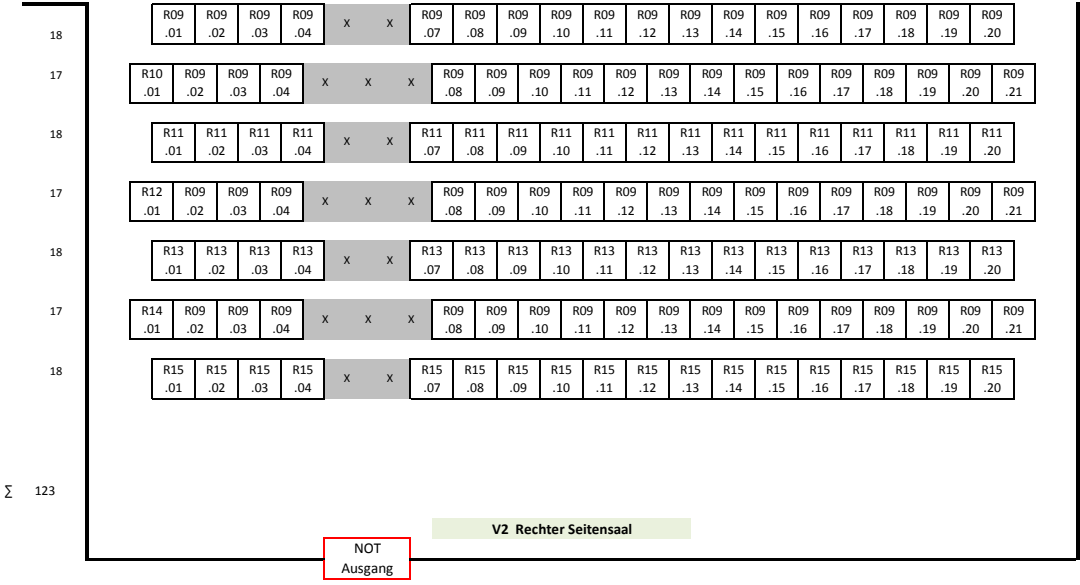 R09 R09 R09 R09 X X R09 R09 R09 R09 R09 R09 R09 R09 R09 R09 R09 R09 R09 R09
18 .01 .02 .03 .04 .07 .08 .09 .10 .11 .12 .13 .14 .15 .16 .17 .18 .19 .20
17 R10 R09 R09 R09 X X X R09 R09 R09 R09 R09 R09 R09 R09 R09 R09 R09 R09 R09 R09
.01 .02 .03 .04 .08 .09 .10 .11 .12 .13 .14 .15 .16 .17 .18 .19 .20 .21
18 R11 R11 R11 R11 X X R11 R11 R11 R11 R11 R11 R11 R11 R11 R11 R11 R11 R11 R11
.01 .02 .03 .04 .07 .08 .09 .10 .11 .12 .13 .14 .15 .16 .17 .18 .19 .20
17 R12 R09 R09 R09 X X X R09 R09 R09 R09 R09 R09 R09 R09 R09 R09 R09 R09 R09 R09
.01 .02 .03 .04 .08 .09 .10 .11 .12 .13 .14 .15 .16 .17 .18 .19 .20 .21
18 R13 R13 R13 R13 X X R13 R13 R13 R13 R13 R13 R13 R13 R13 R13 R13 R13 R13 R13
.01 .02 .03 .04 .07 .08 .09 .10 .11 .12 .13 .14 .15 .16 .17 .18 .19 .20
17 R14 R09 R09 R09 X X X R09 R09 R09 R09 R09 R09 R09 R09 R09 R09 R09 R09 R09 R09
.01 .02 .03 .04 .08 .09 .10 .11 .12 .13 .14 .15 .16 .17 .18 .19 .20 .21
18 R15 R15 R15 R15 X X R15 R15 R15 R15 R15 R15 R15 R15 R15 R15 R15 R15 R15 R15
.01 .02 .03 .04 .07 .08 .09 .10 .11 .12 .13 .14 .15 .16 .17 .18 .19 .20
∑ 123
V2 Rechter Seitensaal
NOT
Ausgang